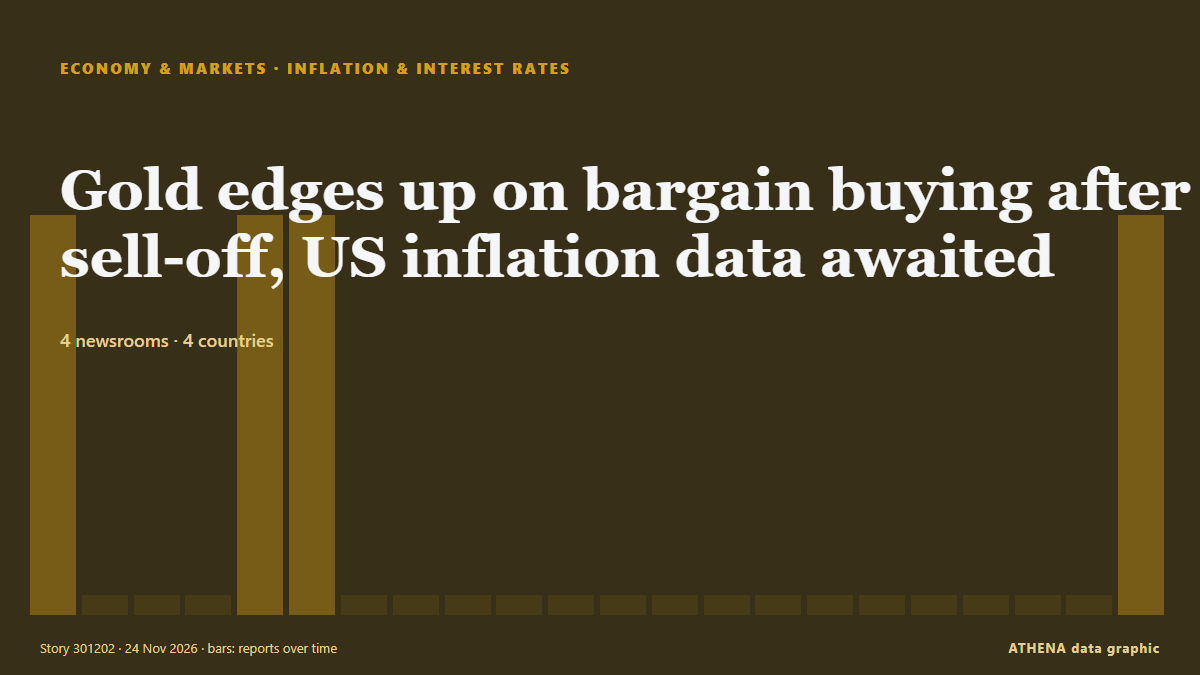 ECONOMY & MARKETS · INFLATION & INTEREST RATES
Gold edges up on bargain buying after
sell-off, US inflation data awaited
4 newsrooms · 4 countries
Story 301202 · 24 Nov 2026 · bars: reports over time
ATHENA data graphic